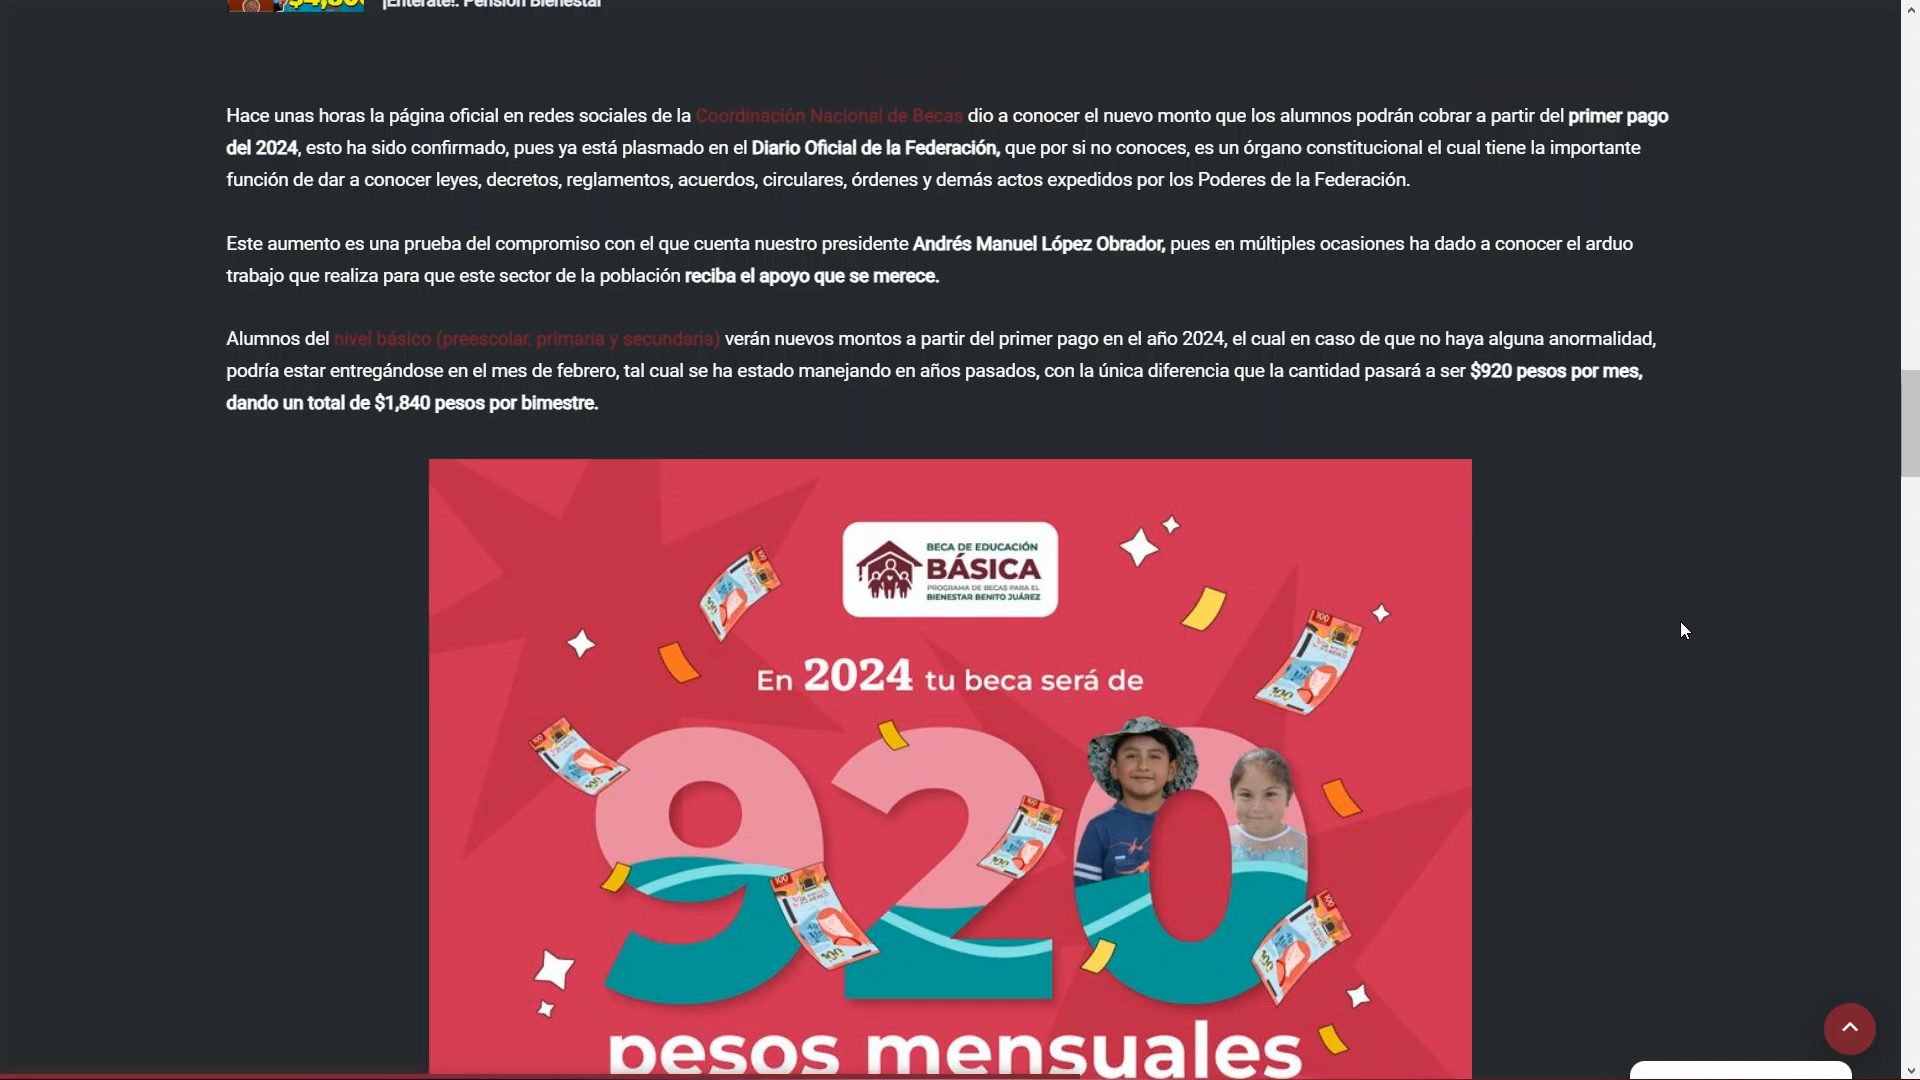 ¡Entérate!: Pensión Bienestar
Hace unas horas la página oficial en redes sociales de la Coordinación Nacional de Becas dio a conocer el nuevo monto que los alumnos podrán cobrar a partir del primer pago
del 2024, esto ha sido confirmado, pues ya está plasmado en el Diario Oficial de la Federación, que por si no conoces, es un órgano constitucional el cual tiene la importante
función de dar a conocer leyes, decretos, reglamentos, acuerdos, circulares, órdenes y demás actos expedidos por los Poderes de la Federación.
Este aumento es una prueba del compromiso con el que cuenta nuestro presidente Andrés Manuel López Obrador, pues en múltiples ocasiones ha dado a conocer el arduo
trabajo que realiza para que este sector de la población reciba el apoyo que se merece.
Alumnos del nivel básico (preescolar, primaria y secundaria) verán nuevos montos a partir del primer pago en el año 2024, el cual en caso de que no haya alguna anormalidad,
podría estar entregándose en el mes de febrero, tal cual se ha estado manejando en años pasados, con la única diferencia que la cantidad pasará a ser $920 pesos por mes,
dando un total de $1,840 pesos por bimestre.
BECA DE EDUCACIÓN
BÁSICA
PROGRAMA DE BECAS PARA EL
BIENESTAR BENITO JUÁREZ
En 2024 tu beca será de
920
pesos mensuales